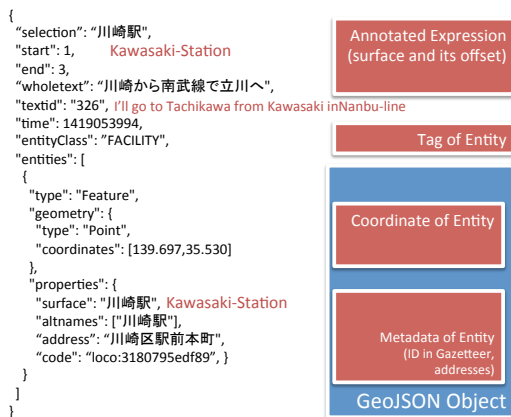 {
"selection": "川崎駅",
"start": 1, Kawasaki-Station
"end": 3,
"wholetext": "川崎から南武線で立川へ",
"textid": "326", I'll go to Tachikawa from Kawasaki inNanbu-line
"time": 1419053994,
"entityClass": "FACILITY",
"entities": [
{
"type": "Feature",
"geometry": {
"type": "Point",
"coordinates": [139.697,35.530]
},
"properties": {
"surface": "川崎駅", Kawasaki-Station
"altnames": ["川崎駅"],
"address": "川崎区駅前本町",
"code": "loco:3180795edf89", }
}
]
}
Annotated Expression
(surface and its offset)
Tag of Entity
Coordinate of Entity
Metadata of Entity
(ID in Gazetteer,
addresses)
GeoJSON Object